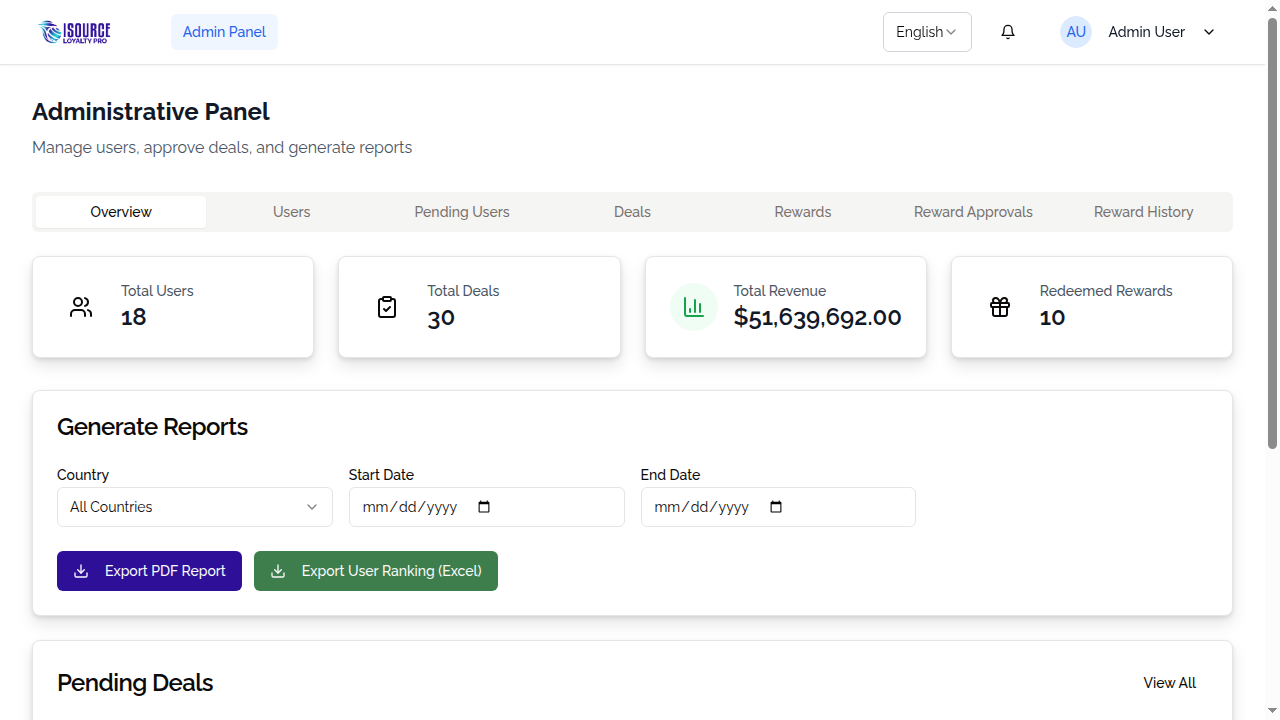 ISOURCE
LOYALTY PRO
Admin Panel
English
AU
Admin User
Administrative Panel
Manage users, approve deals, and generate reports
Overview
Users
Pending Users
Deals
Rewards
Reward Approvals
Reward History
Total Users
18
Total Deals
30
Total Revenue
$51,639,692.00
Redeemed Rewards
10
Generate Reports
Country
Start Date
End Date
All Countries
mm/dd/yyyy
mm/dd/yyyy
Export PDF Report
Export User Ranking (Excel)
Pending Deals
View All